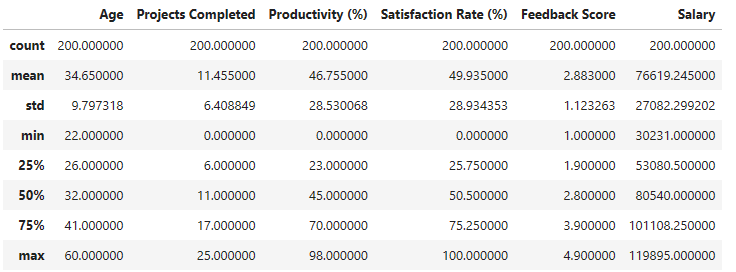 Age Projects Completed Productivity (%) Satisfaction Rate (%) Feedback Score Salary
count 200.000000 200.000000 200.000000 200.000000 200.000000 200.000000
mean 34.650000 11.455000 46.755000 49.935000 2.883000 76619.245000
std 9.797318 6.408849 28.530068 28.934353 1.123263 27082.299202
min 22.000000 0.000000 0.000000 0.000000 1.000000 30231.000000
25% 26.000000 6.000000 23.000000 25.750000 1.900000 53080.500000
50% 32.000000 11.000000 45.000000 50.500000 2.800000 80540.000000
75% 41.000000 17.000000 70.000000 75.250000 3.900000 101108.250000
max 60.000000 25.000000 98.000000 100.000000 4.900000 119895.000000